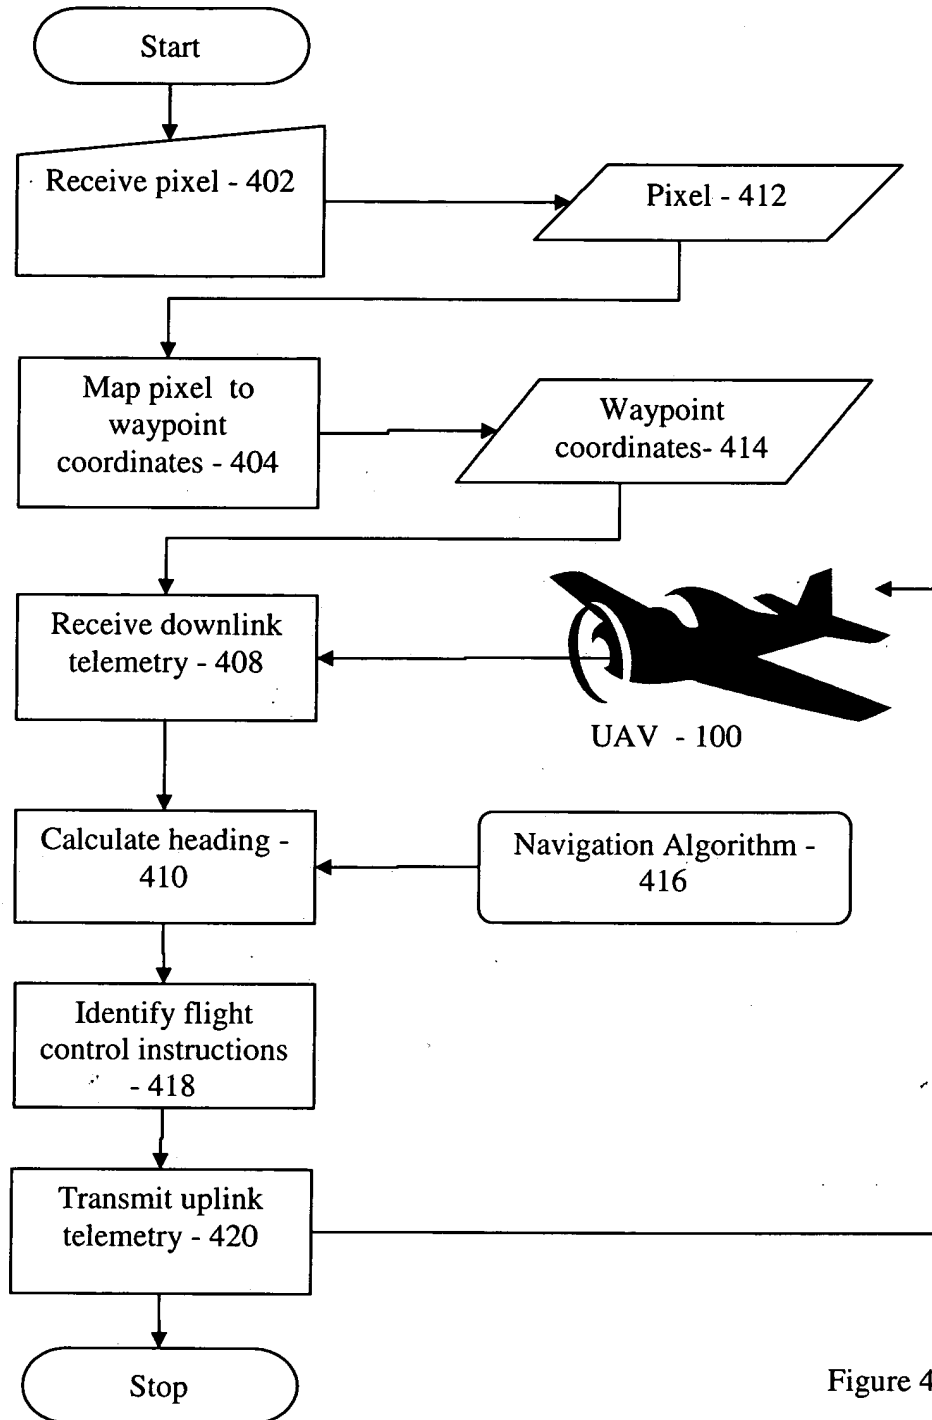 Start
Receive pixel - 402
Pixel - 412
Map pixel to
waypoint
coordinates - 404
Waypoint
coordinates- 414
Receive downlink
telemetry - 408
UAV - 100
Calculate heading -
410
Navigation Algorithm -
416
Identify flight
control instructions
- 418
Transmit uplink
telemetry - 420
Stop
Figure 4